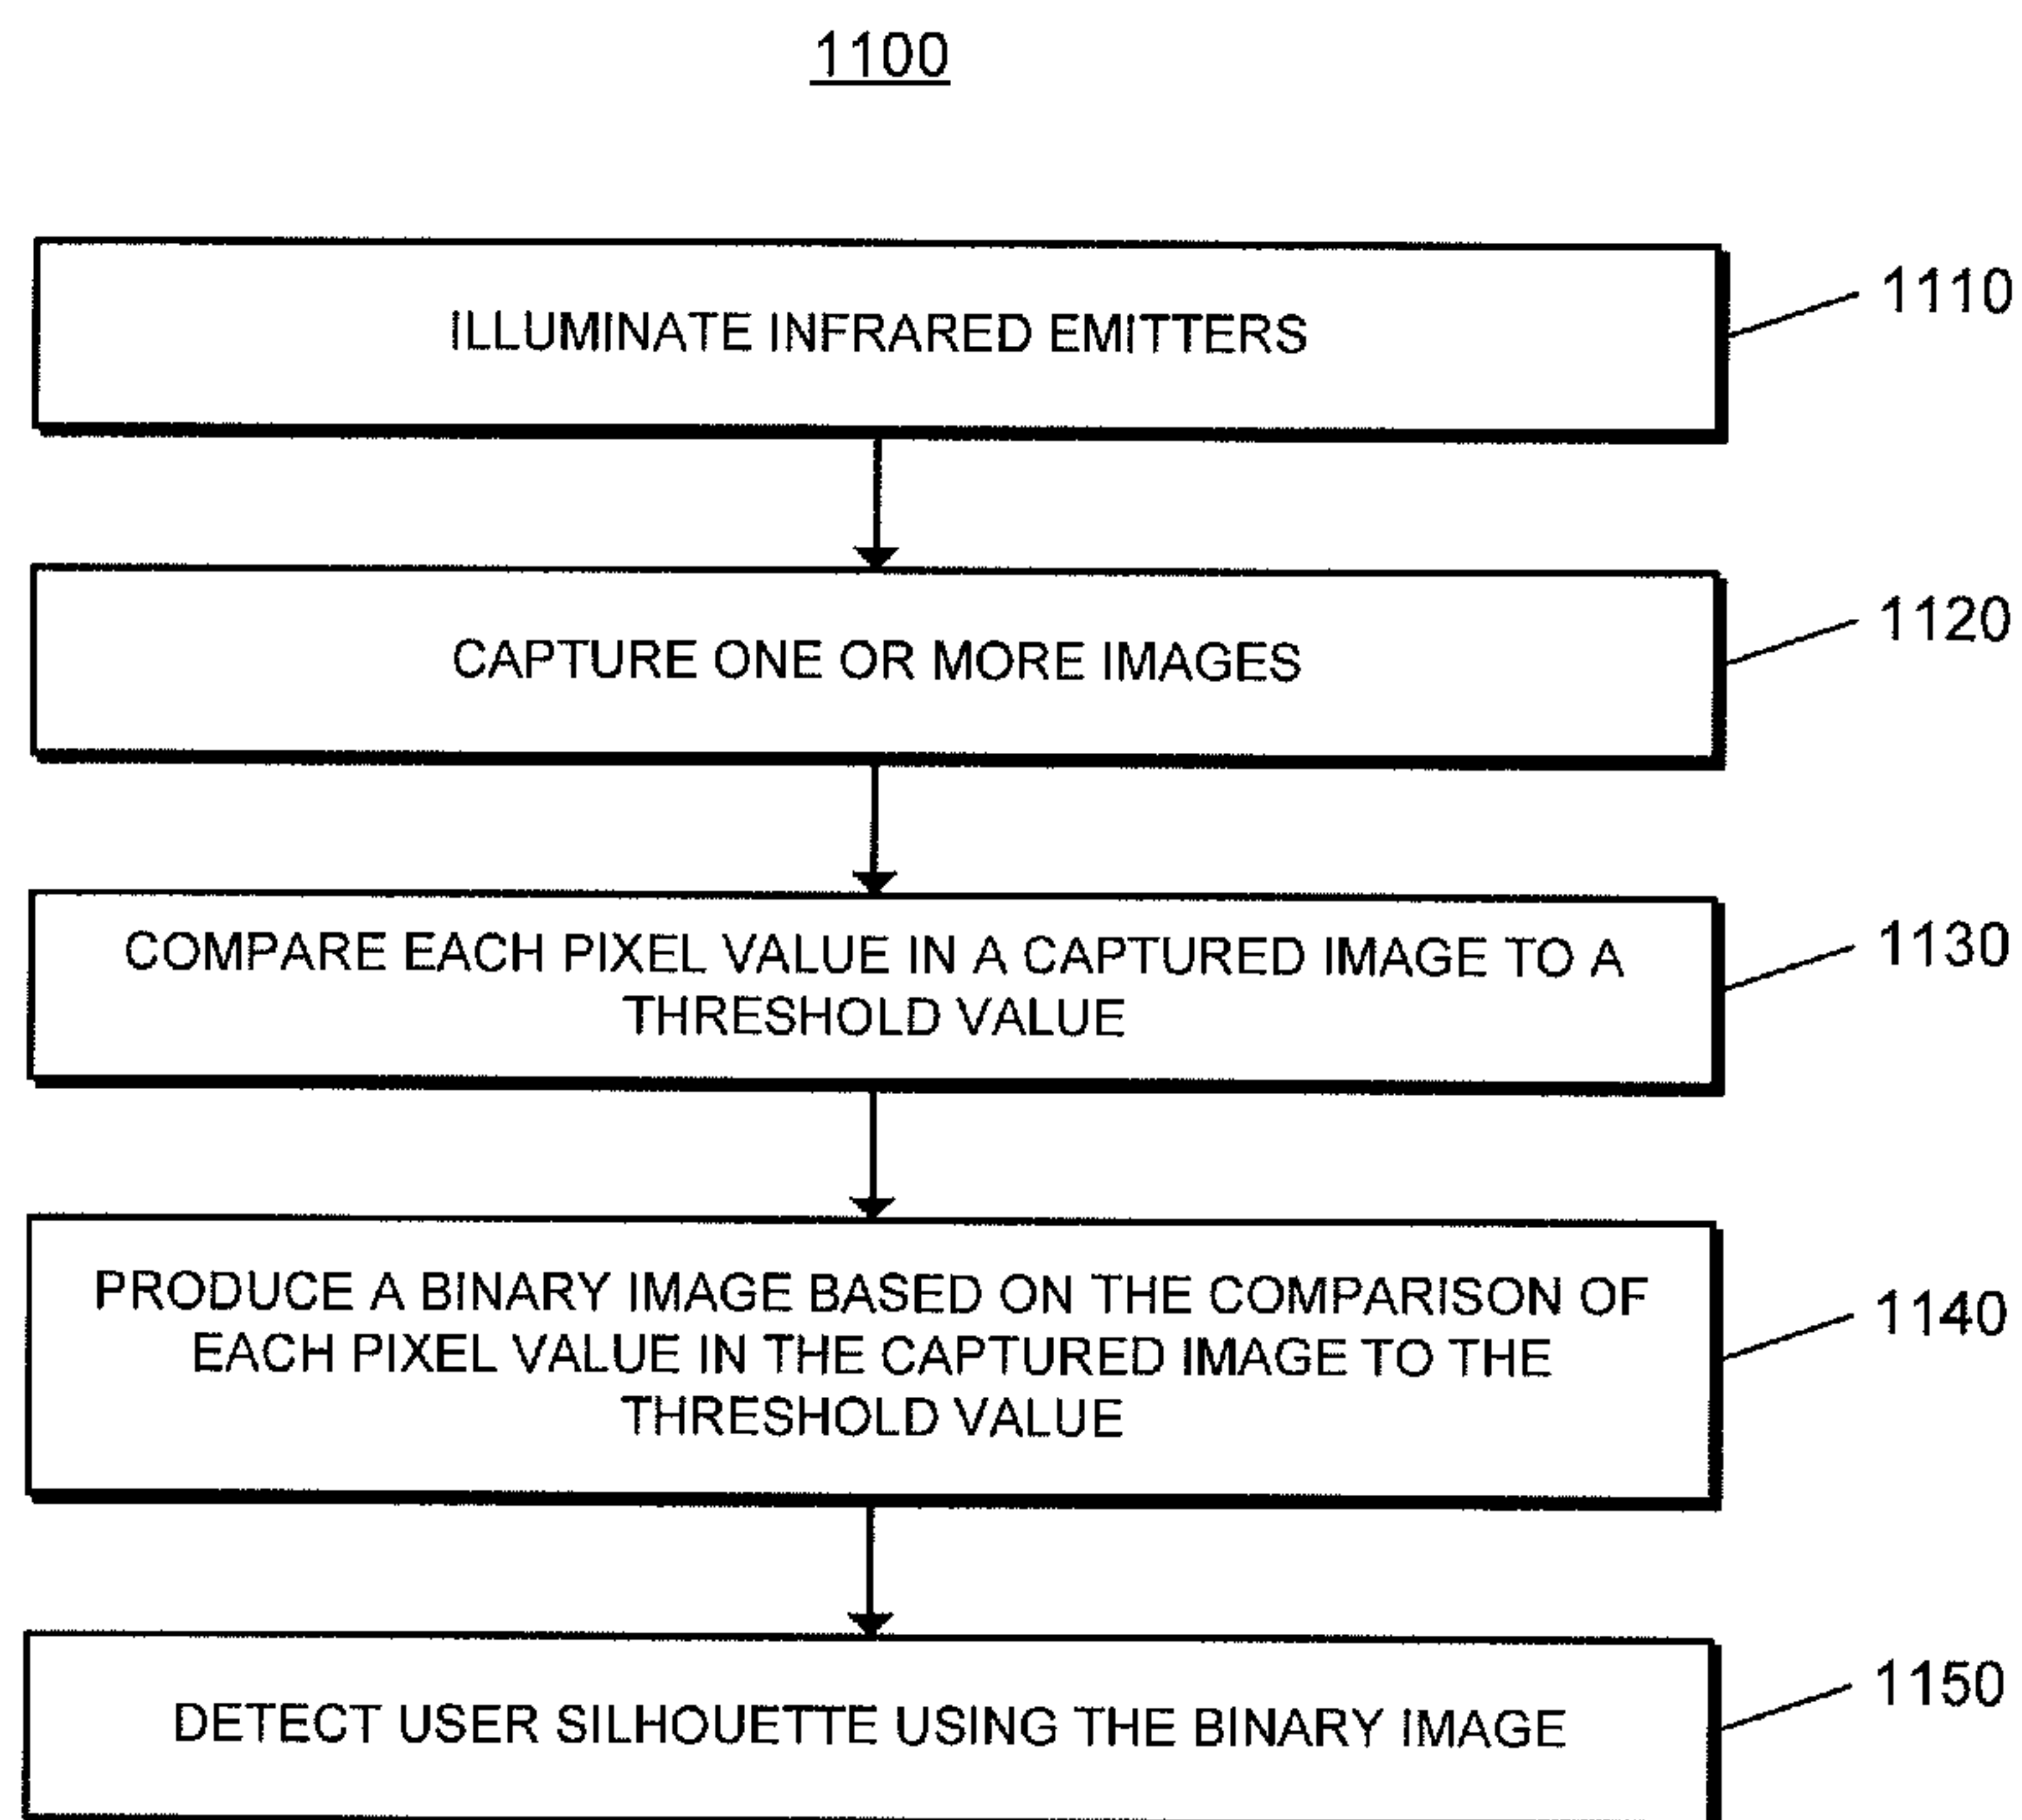 1100
ILLUMINATE INFRARED EMITTERS
1110
CAPTURE ONE OR MORE IMAGES
1120
COMPARE EACH PIXEL VALUE IN A CAPTURED IMAGE TO A
THRESHOLD VALUE
1130
PRODUCE A BINARY IMAGE BASED ON THE COMPARISON OF
EACH PIXEL VALUE IN THE CAPTURED IMAGE TO THE
THRESHOLD VALUE
1140
DETECT USER SILHOUETTE USING THE BINARY IMAGE
1150